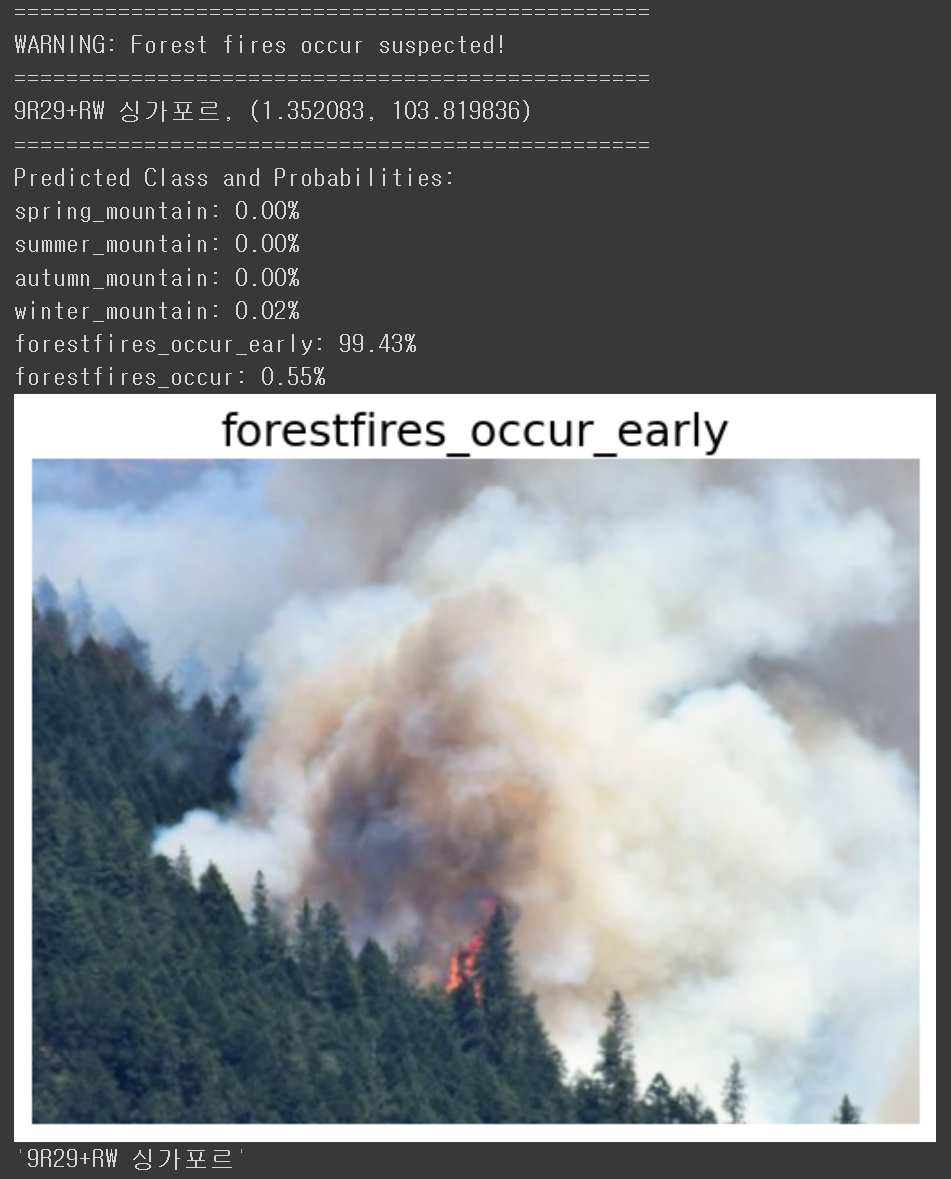 =================================================
WARNING: Forest fires occur suspected!
=================================================
9R29+RW 싱가포르, (1.352083, 103.819836)
=================================================
Predicted Class and Probabilities:
spring_mountain: 0.00%
summer_mountain: 0.00%
autumn_mountain: 0.00%
winter_mountain: 0.02%
forestfires_occur_early: 99.43%
forestfires_occur: 0.55%
forestfires_occur_early
'9R29+RW 싱가포르'